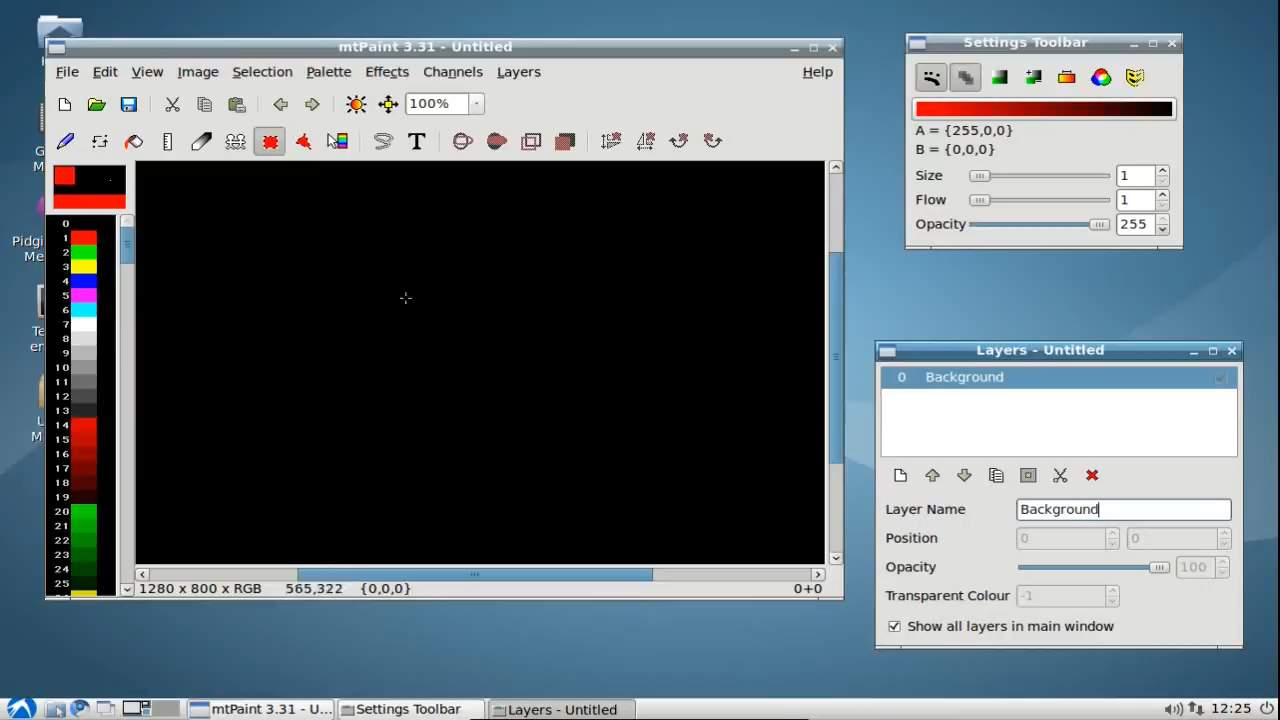 mtPaint 3.31 - Untitled
File Edit View Image Selection Palette Effects Channels Layers Help
100%
0
1
2
3
4
5
6
7
8
9
10
11
12
13
14
15
16
17
18
19
20
21
22
23
24
25
1280 x 800 x RGB 565,322 {0,0,0} 0+0
Settings Toolbar
A = {255,0,0}
B = {0,0,0}
Size 1
Flow 1
Opacity 255
Layers - Untitled
0 Background
Layer Name Background
Position 0 0
Opacity 100
Transparent Colour -1
Show all layers in main window
Pidgi
Me
Te
mtPaint 3.31 - U... Settings Toolbar Layers - Untitled 12:25